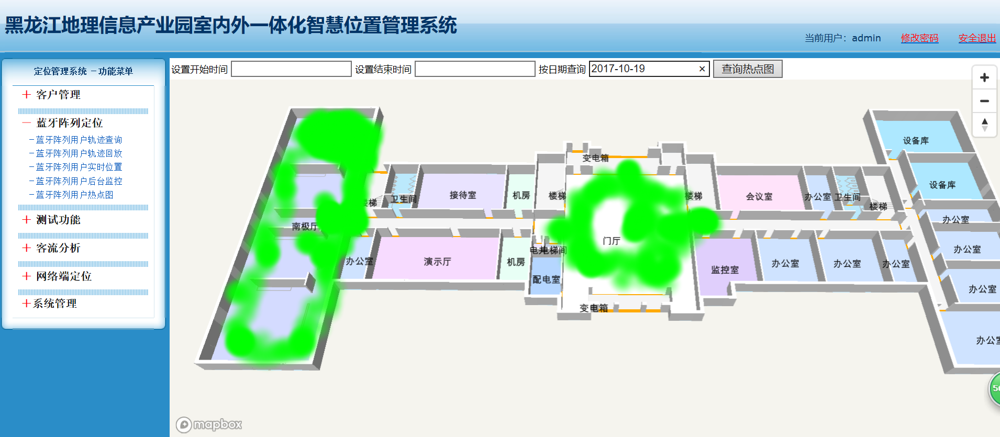 黑龙江地理信息产业园室内外一体化智慧位置管理系统
当前用户：admin 修改密码 安全退出
定位管理系统 －功能菜单
＋ 客户管理
－ 蓝牙阵列定位
－蓝牙阵列用户轨迹查询
－蓝牙阵列用户轨迹回放
－蓝牙阵列用户实时位置
－蓝牙阵列用户后台监控
－蓝牙阵列用户热点图
＋ 测试功能
＋ 客流分析
＋ 网络端定位
＋系统管理
设置开始时间 设置结束时间 按日期查询 2017-10-19 × 查询热点图
设备库
变电箱
设备库
楼梯 卫生间 接待室 机房 楼梯 楼梯 会议室 办公室 卫生间 楼梯
办公室
南极厅
门厅
办公室
办公室 演示厅 机房 电井 电梯间 监控室 办公室 办公室 办公室
配电室
办公室
变电箱
办公室
mapbox